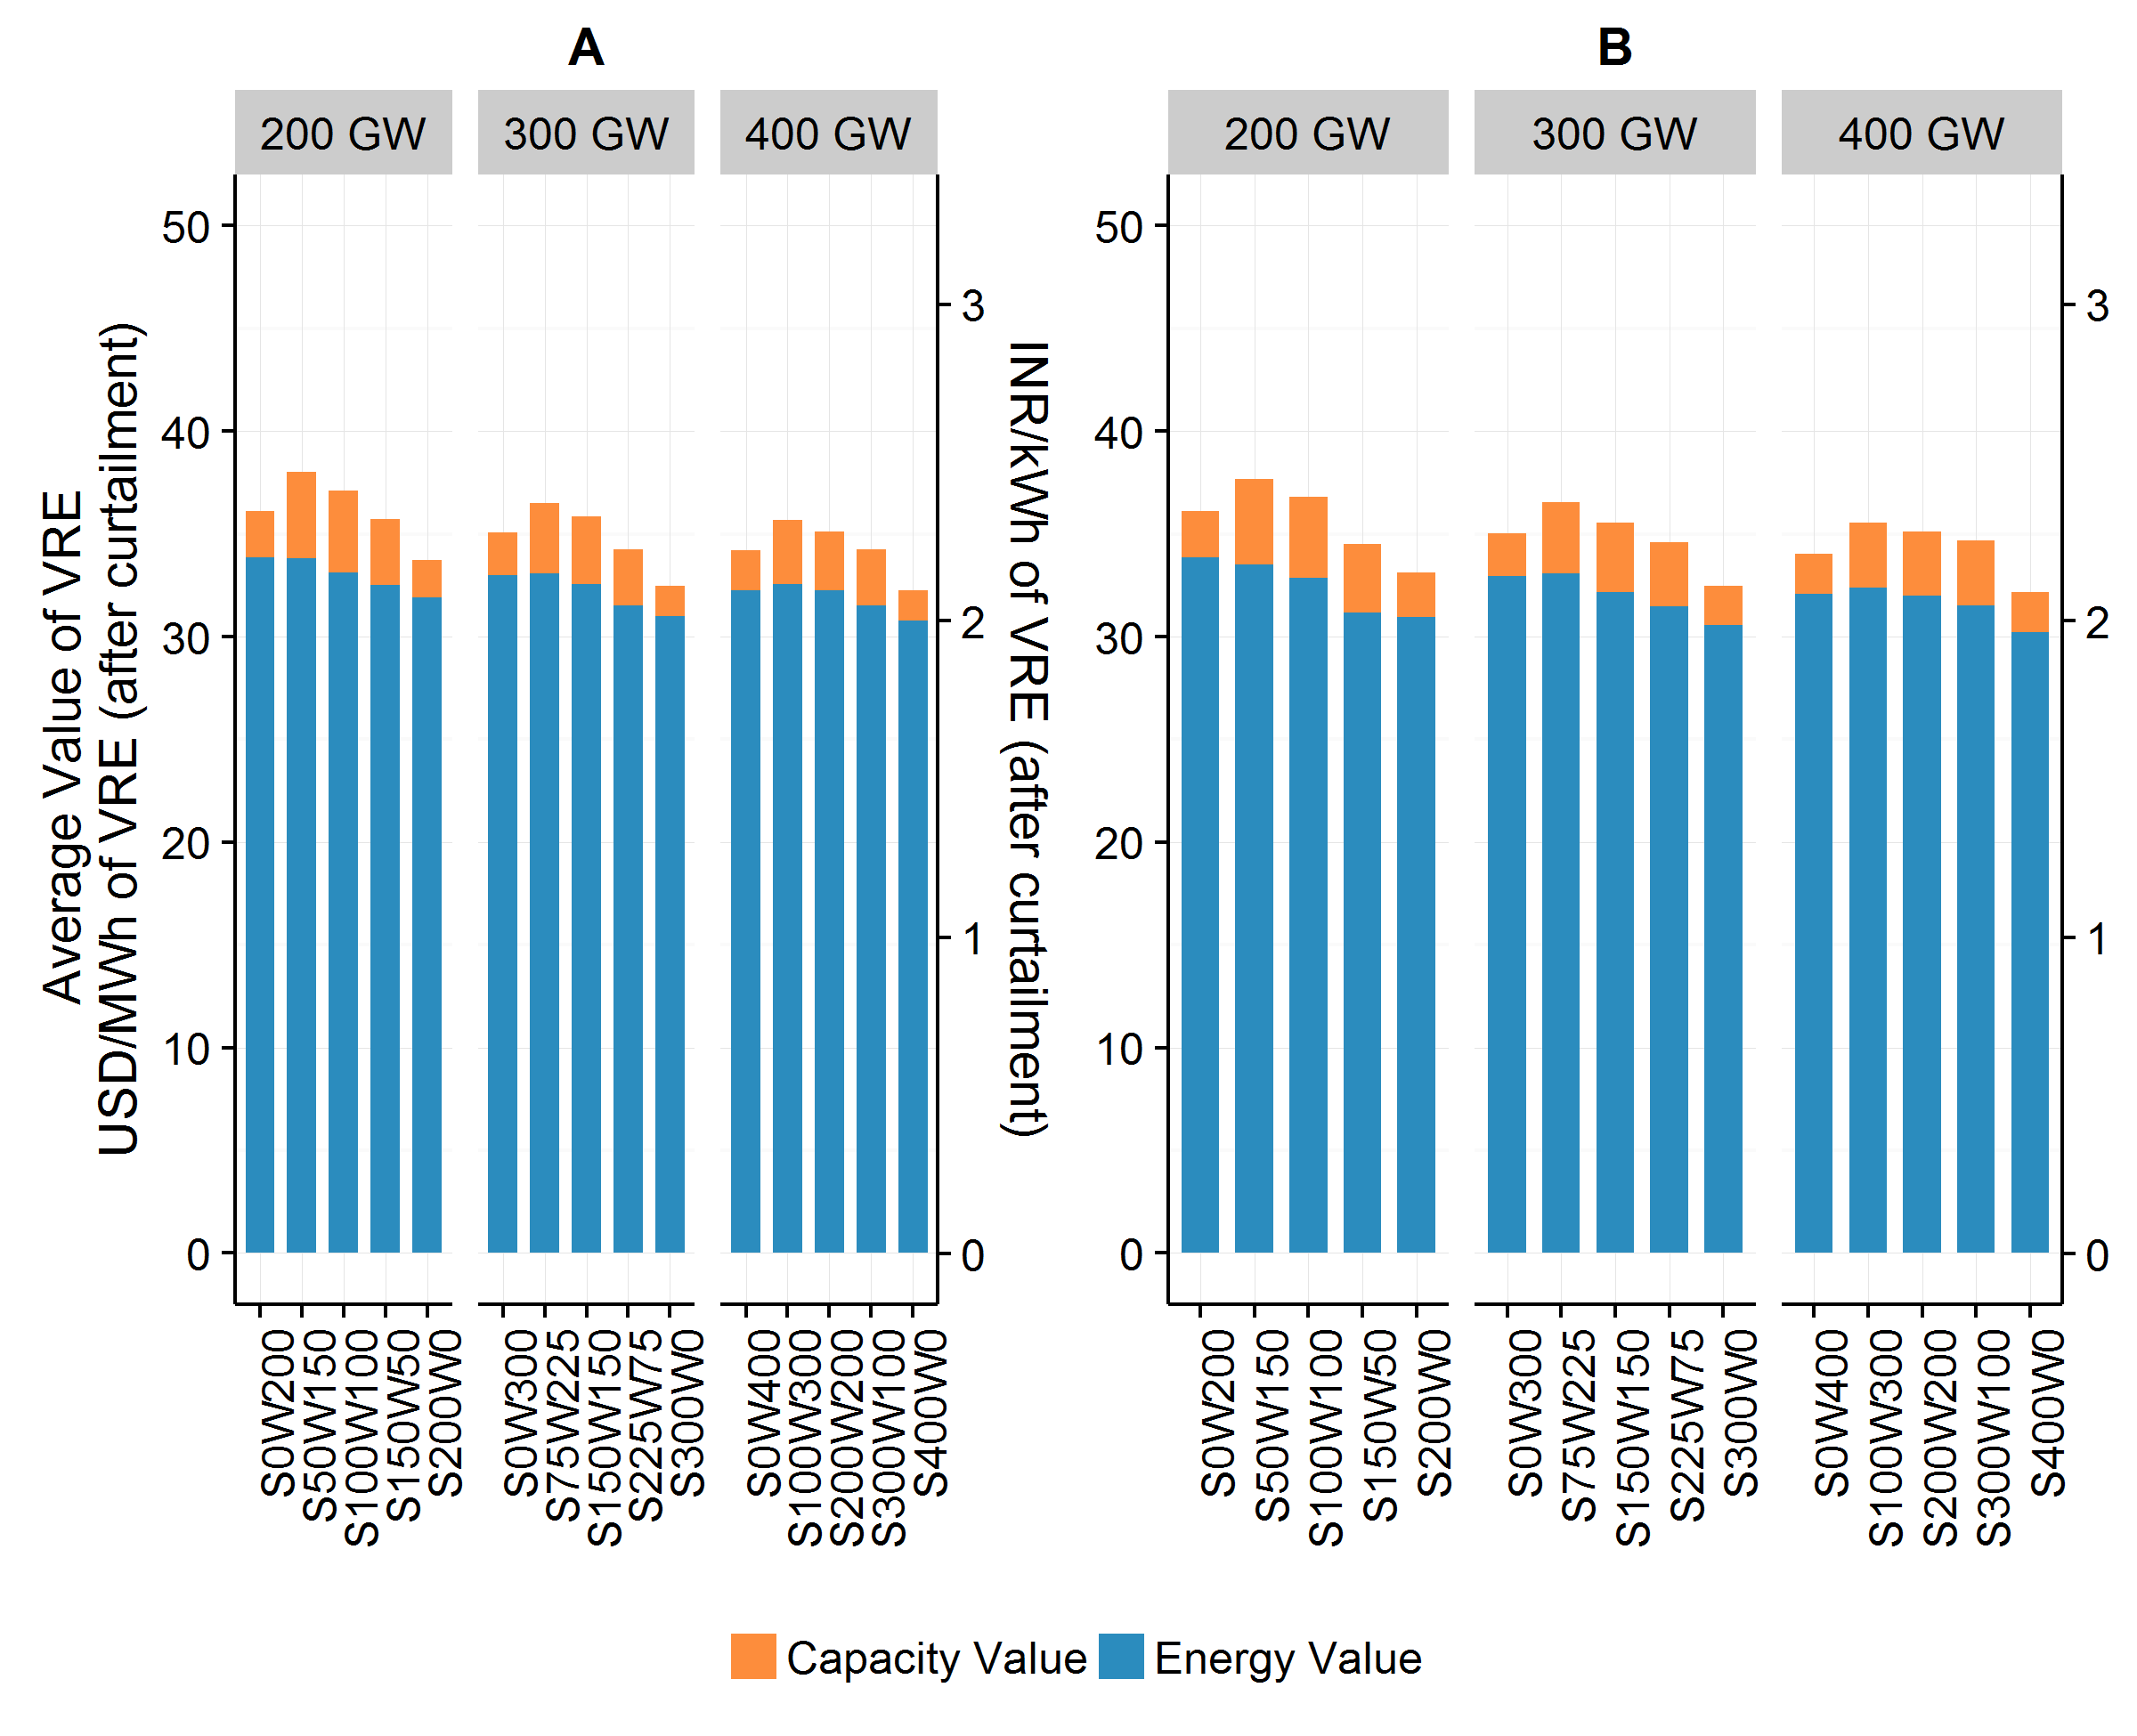 A
B
200 GW
300 GW
400 GW
200 GW
300 GW
400 GW
Average Value of VRE
USD/MWh of VRE (after curtailment)
50
40
30
20
10
0
3
2
1
0
INR/kWh of VRE (after curtailment)
50
40
30
20
10
0
3
2
1
0
S0W200
S50W150
S100W100
S150W50
S200W0
S0W300
S75W225
S150W150
S225W75
S300W0
S0W400
S100W300
S200W200
S300W100
S400W0
S0W200
S50W150
S100W100
S150W50
S200W0
S0W300
S75W225
S150W150
S225W75
S300W0
S0W400
S100W300
S200W200
S300W100
S400W0
Capacity Value
Energy Value